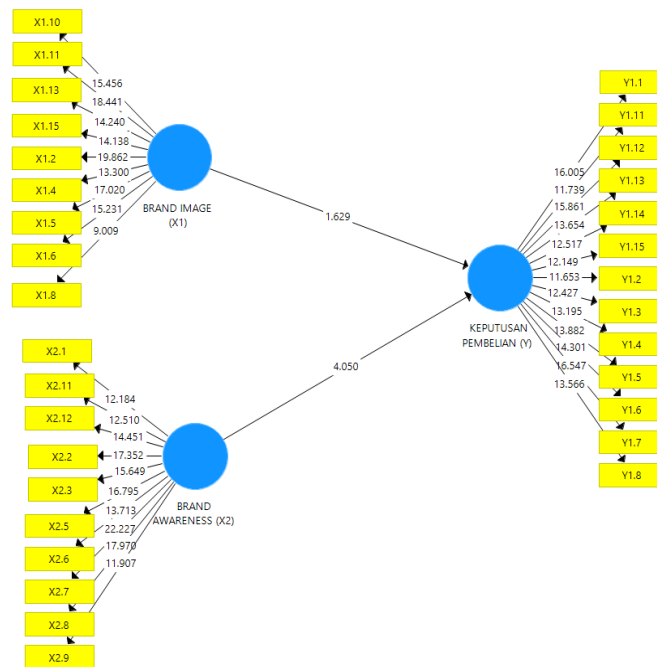 X1.10
X1.11
X1.13
X1.15
X1.2
X1.4
X1.5
X1.6
X1.8
15.456
18.441
14.240
14.138
19.862
13.300
17.020
15.231
9.009
BRAND IMAGE
(X1)
1.629
X2.1
X2.11
X2.12
X2.2
X2.3
X2.5
X2.6
X2.7
X2.8
X2.9
12.184
12.510
14.451
17.352
15.649
16.795
13.713
22.227
17.970
11.907
BRAND
AWARENESS (X2)
4.050
KEPUTUSAN
PEMBELIAN (Y)
16.005
11.739
15.861
13.654
12.517
12.149
11.653
12.427
13.195
13.882
14.301
16.547
13.566
Y1.1
Y1.11
Y1.12
Y1.13
Y1.14
Y1.15
Y1.2
Y1.3
Y1.4
Y1.5
Y1.6
Y1.7
Y1.8